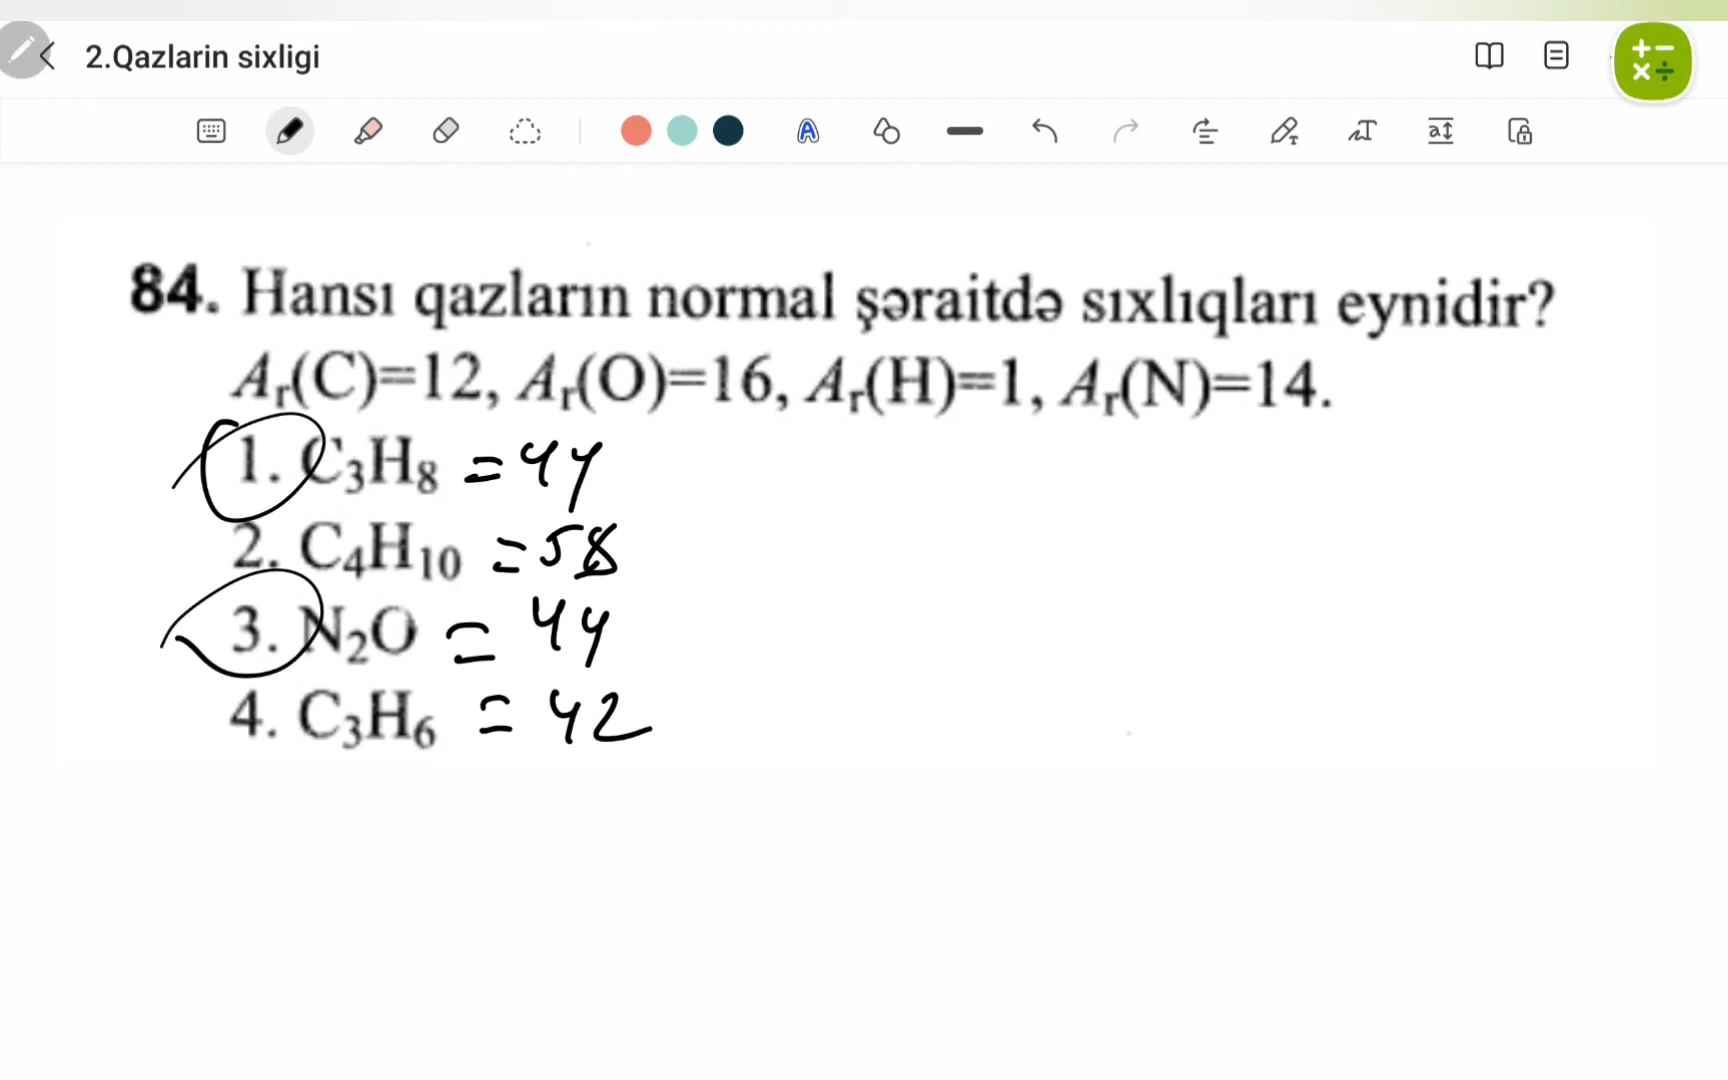 2.Qazlarin sixligi
84. Hansı qazların normal şəraitdə sıxlıqları eynidir?
Aᵣ(C)=12, Aᵣ(O)=16, Aᵣ(H)=1, Aᵣ(N)=14.
1. C₃H₈ = 44
2. C₄H₁₀ = 58
3. N₂O = 44
4. C₃H₆ = 42